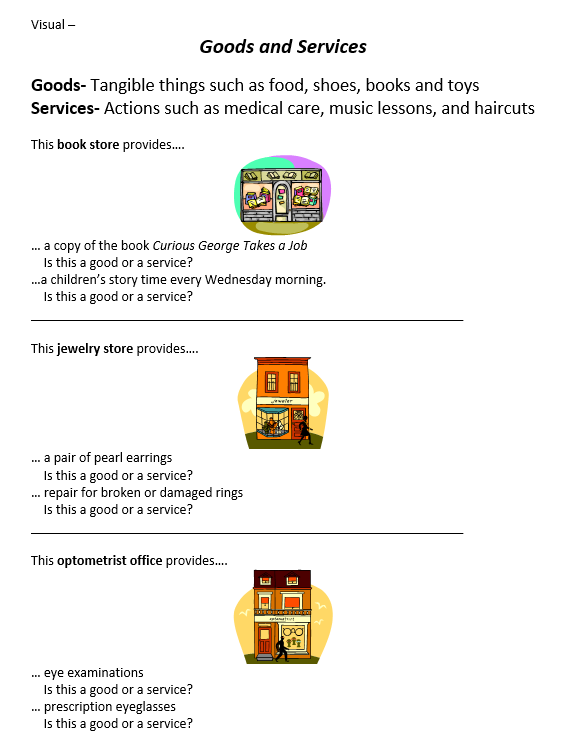 Visual –
Goods and Services
Goods- Tangible things such as food, shoes, books and toys
Services- Actions such as medical care, music lessons, and haircuts
This book store provides….
… a copy of the book Curious George Takes a Job
Is this a good or a service?
…a children’s story time every Wednesday morning.
Is this a good or a service?
This jewelry store provides….
jeweler
… a pair of pearl earrings
Is this a good or a service?
… repair for broken or damaged rings
Is this a good or a service?
This optometrist office provides….
optometrist
… eye examinations
Is this a good or a service?
… prescription eyeglasses
Is this a good or a service?